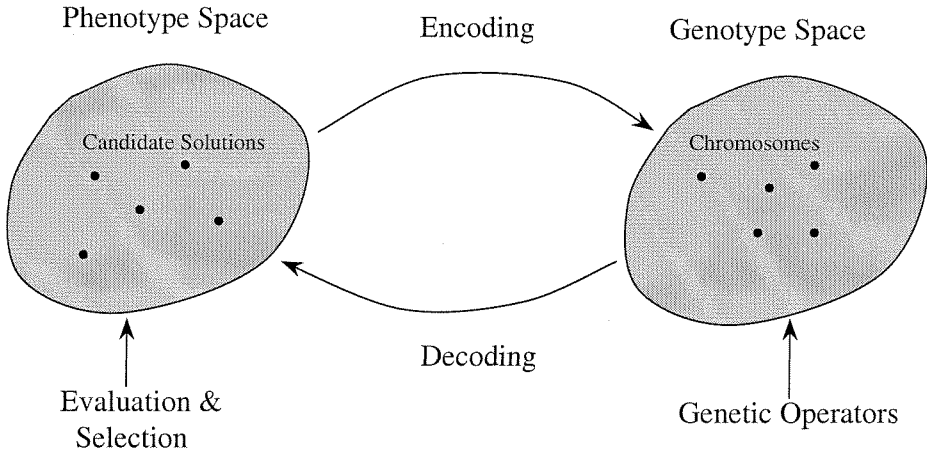 Phenotype Space
Encoding
Genotype Space
Candidate Solutions
Chromosomes
Decoding
Evaluation &
Selection
Genetic Operators